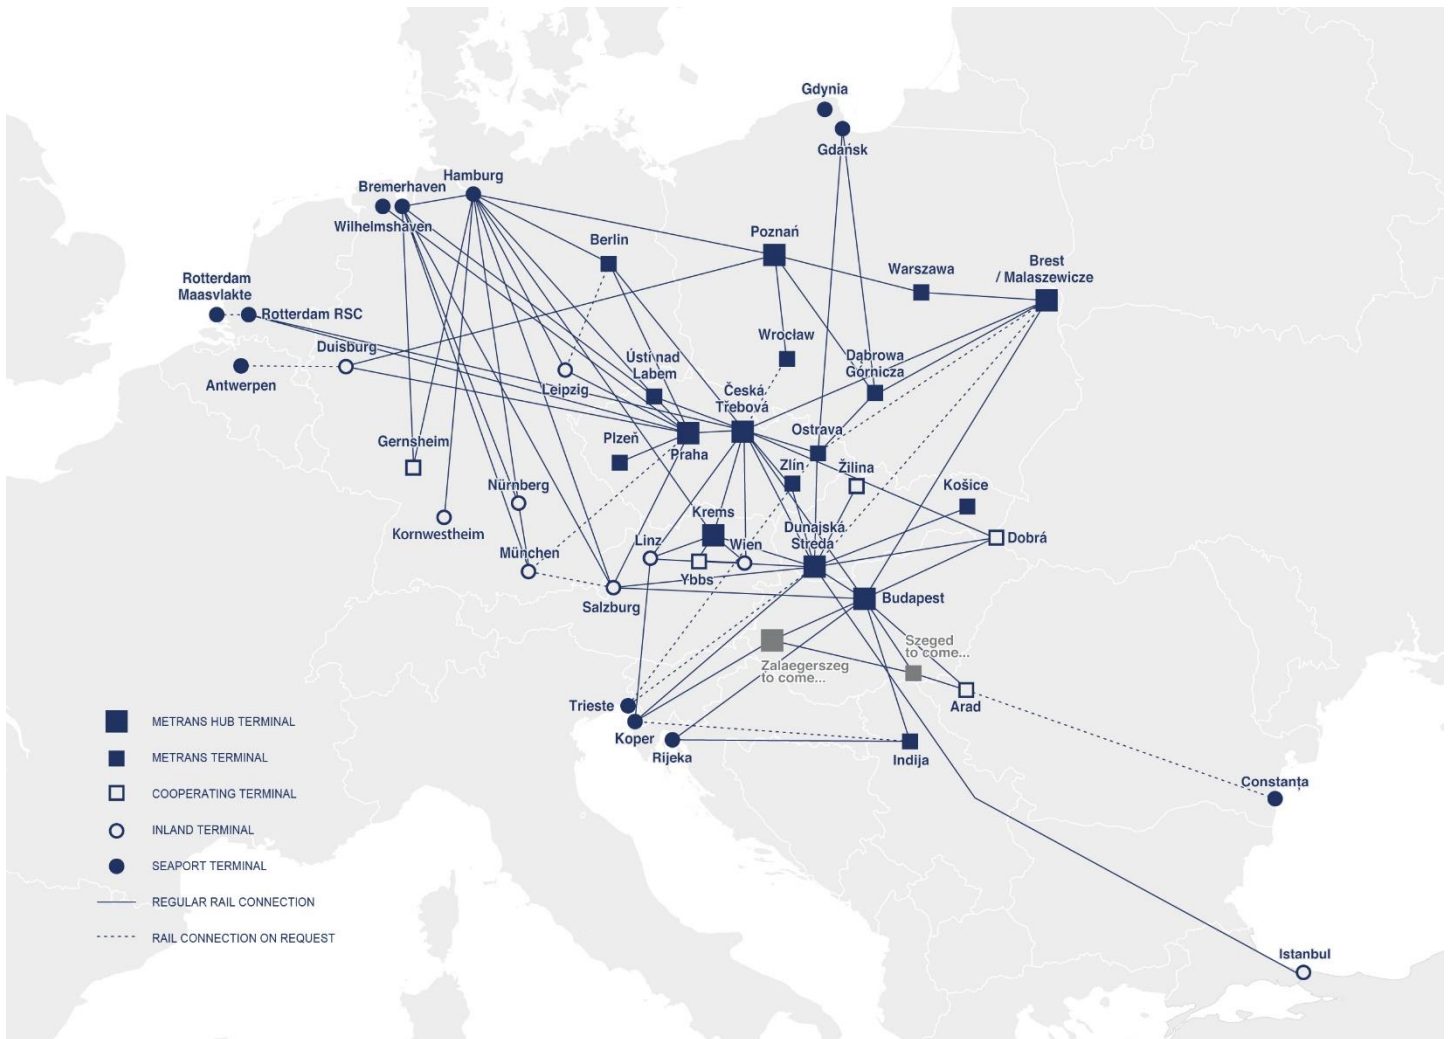 Gdynia
Gdańsk
Hamburg
Bremerhaven
Wilhelmshaven
Berlin
Poznań
Warszawa
Brest
/ Malaszewicze
Rotterdam
Maasvlakte
Rotterdam RSC
Duisburg
Antwerpen
Leipzig
Ústí nad
Labem
Wrocław
Dąbrowa
Górnicza
Česká
Třebová
Gernsheim
Plzeň
Praha
Ostrava
Zlín
Žilina
Košice
Nürnberg
Kornwestheim
München
Krems
Linz
Wien
Ybbs
Dunajská
Streda
Dobrá
Salzburg
Budapest
Szeged
to come...
Zalaegerszeg
to come...
Arad
Trieste
Koper
Rijeka
Indija
Constanța
Istanbul
METRANS HUB TERMINAL
METRANS TERMINAL
COOPERATING TERMINAL
INLAND TERMINAL
SEAPORT TERMINAL
REGULAR RAIL CONNECTION
RAIL CONNECTION ON REQUEST